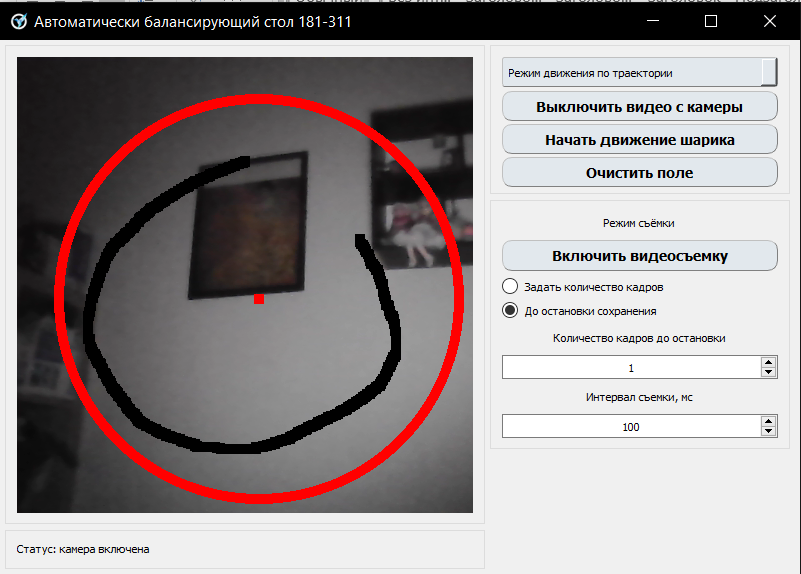 Автоматически балансирующий стол 181-311
Режим движения по траектории
Выключить видео с камеры
Начать движение шарика
Очистить поле
Режим съёмки
Включить видеосъемку
Задать количество кадров
До остановки сохранения
Количество кадров до остановки
1
Интервал съемки, мс
100
Статус: камера включена